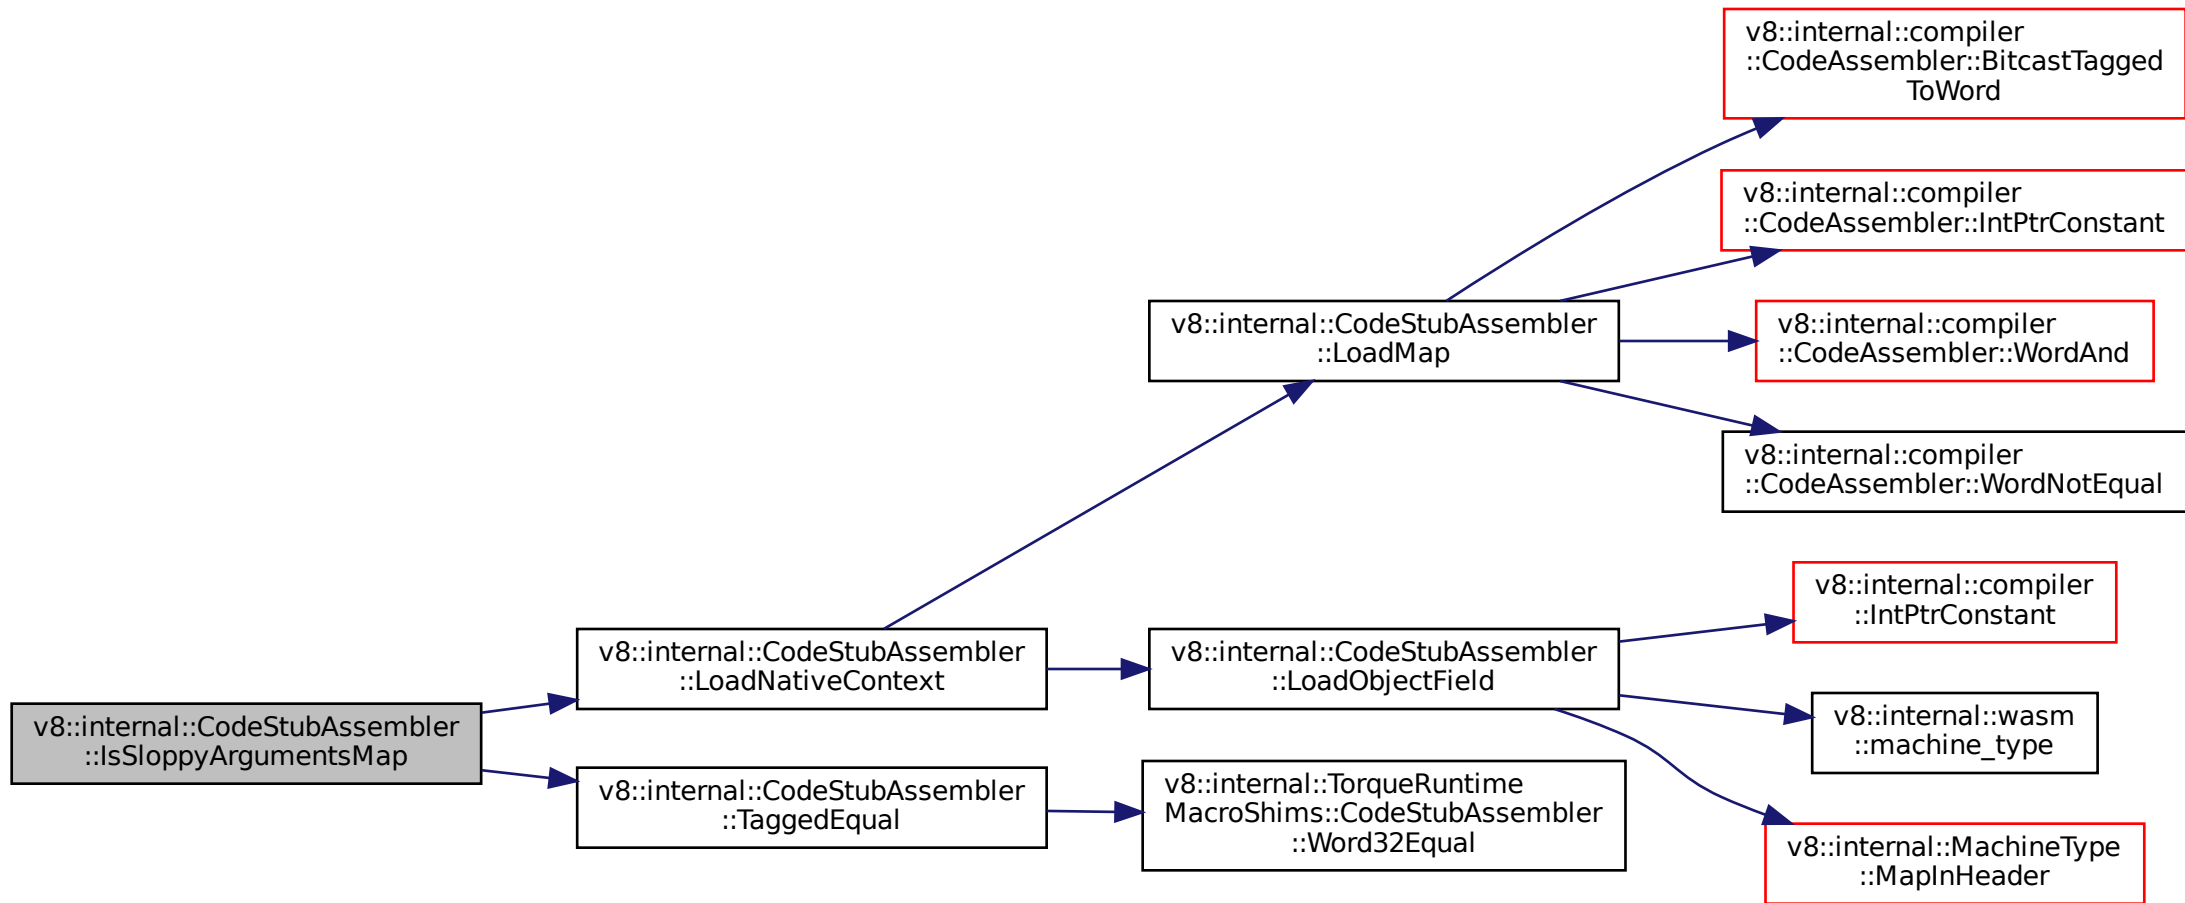 v8::internal::compiler
::CodeAssembler::BitcastTagged
ToWord
v8::internal::compiler
::CodeAssembler::IntPtrConstant
v8::internal::CodeStubAssembler
::LoadMap
v8::internal::compiler
::CodeAssembler::WordAnd
v8::internal::compiler
::CodeAssembler::WordNotEqual
v8::internal::compiler
::IntPtrConstant
v8::internal::CodeStubAssembler
::LoadNativeContext
v8::internal::CodeStubAssembler
::LoadObjectField
v8::internal::CodeStubAssembler
::IsSloppyArgumentsMap
v8::internal::wasm
::machine_type
v8::internal::CodeStubAssembler
::TaggedEqual
v8::internal::TorqueRuntime
MacroShims::CodeStubAssembler
::Word32Equal
v8::internal::MachineType
::MapInHeader